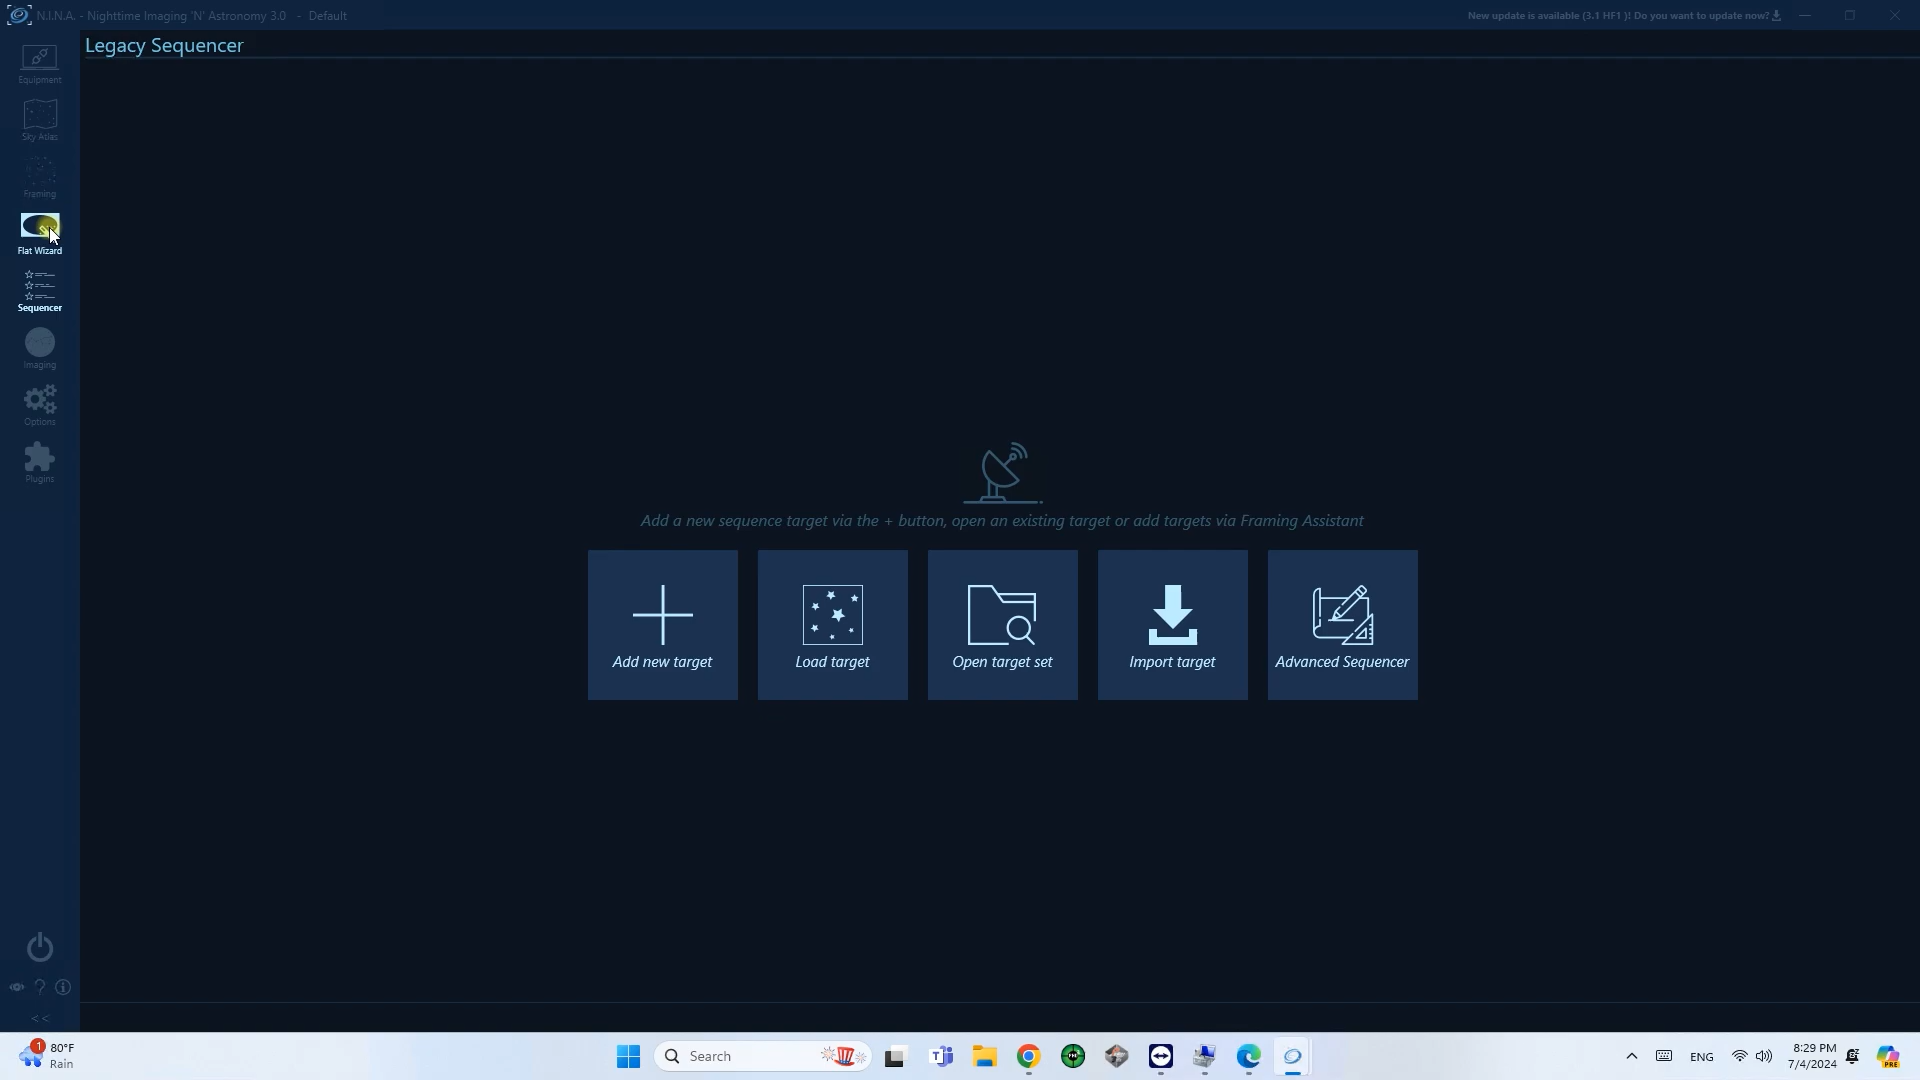 N.I.N.A. - Nighttime Imaging 'N' Astronomy 3.0 - Default
New update is available (3.1 HF1 )! Do you want to update now?
Legacy Sequencer
Equipment
Sky Atlas
Framing
Flat Wizard
Sequencer
Imaging
Options
Plugins
Add a new sequence target via the + button, open an existing target or add targets via Framing Assistant
Add new target
Load target
Open target set
Import target
Advanced Sequencer
<<
1
80°F
Rain
Search
ENG
8:29 PM
7/4/2024
PRE